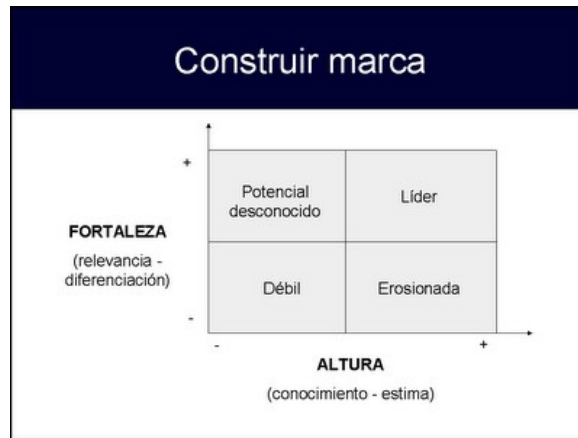 Construir marca
+
Potencial
desconocido
Líder
FORTALEZA
(relevancia -
diferenciación)
Débil
Erosionada
-
-
+
ALTURA
(conocimiento - estima)